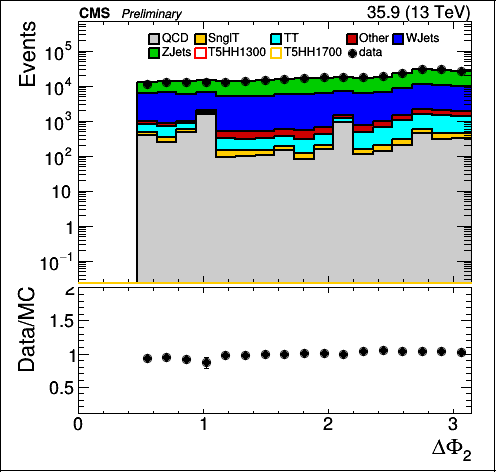 CMS Preliminary 35.9 (13 TeV)
QCD SnglT TT Other WJets
ZJets T5HH1300 T5HH1700 data
Events
10⁵
10⁴
10³
10²
10
1
10⁻¹
Data/MC
2
1.5
1
0.5
0 1 2 3
ΔΦ₂